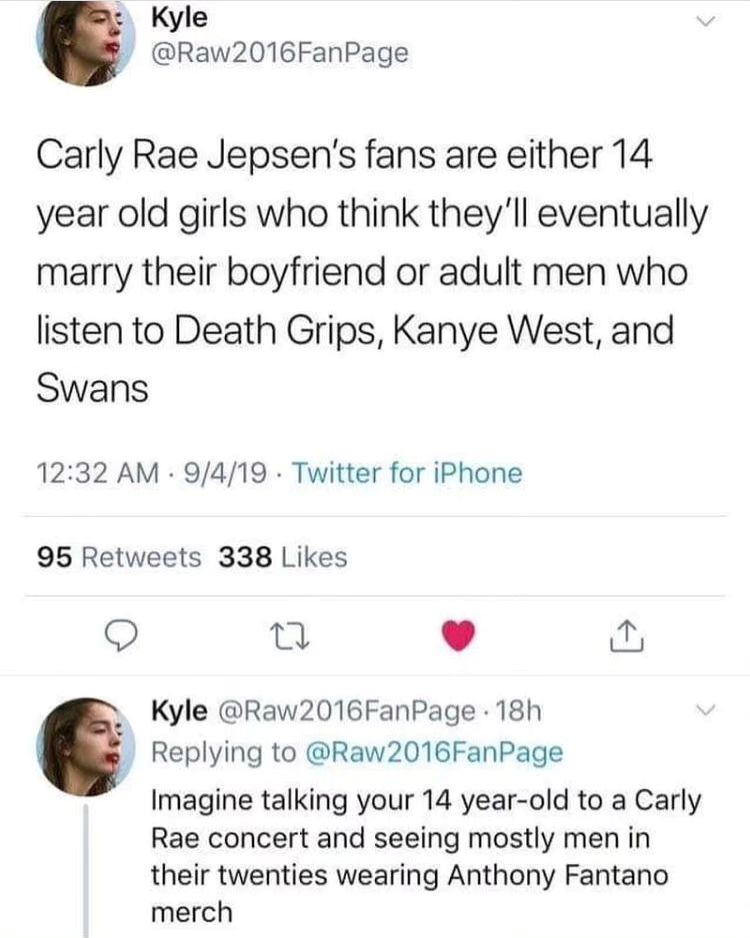 Kyle
@Raw2016FanPage
Carly Rae Jepsen's fans are either 14
year old girls who think they'll eventually
marry their boyfriend or adult men who
listen to Death Grips, Kanye West, and
Swans
12:32 AM · 9/4/19 · Twitter for iPhone
95 Retweets 338 Likes
Kyle @Raw2016FanPage · 18h
Replying to @Raw2016FanPage
Imagine talking your 14 year-old to a Carly
Rae concert and seeing mostly men in
their twenties wearing Anthony Fantano
merch